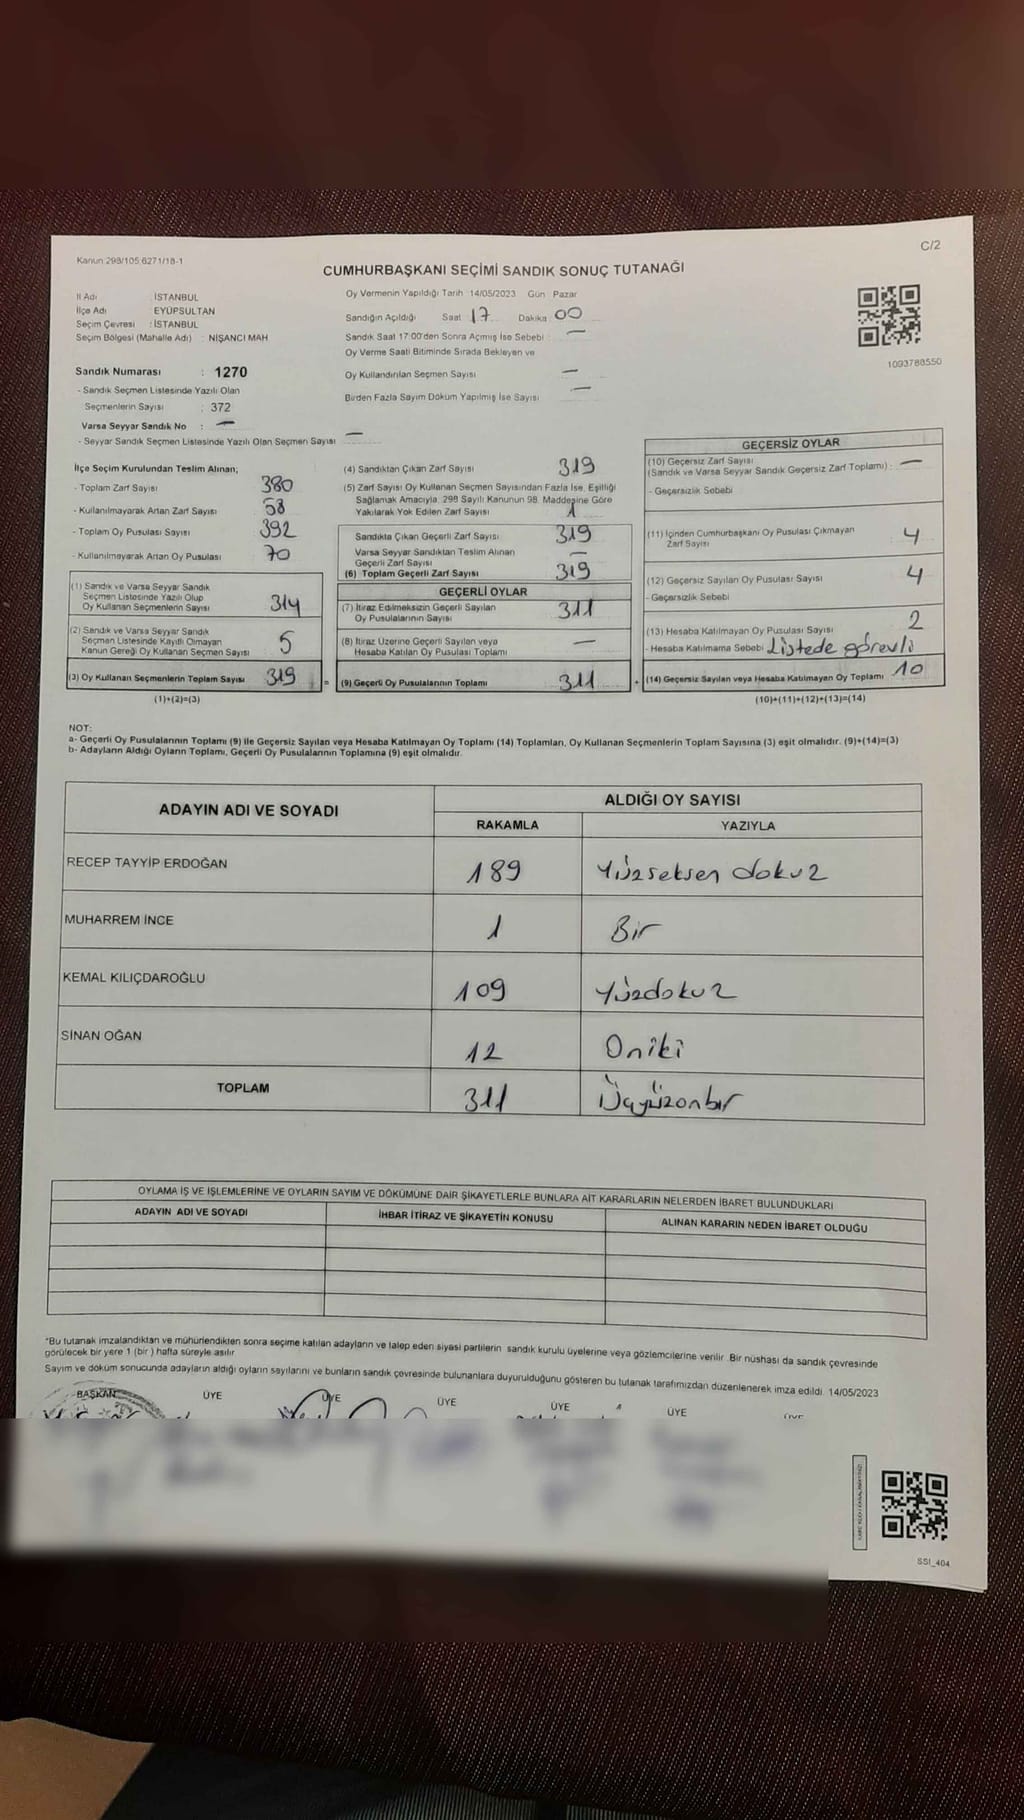 C/2
Kanun 298/105 6271/18-1
CUMHURBAŞKANI SEÇİMİ SANDIK SONUÇ TUTANAĞI
İl Adı : İSTANBUL
İlçe Adı : EYÜPSULTAN
Seçim Çevresi : İSTANBUL
Seçim Bölgesi (Mahalle Adı) : NİŞANCI MAH
Oy Vermenin Yapıldığı Tarih 14/05/2023 Gün Pazar
Sandığın Açıldığı Saat 17 Dakika 00
Sandık Saat 17:00'den Sonra Açmış İse Sebebi : —
Oy Verme Saati Bitiminde Sırada Bekleyen ve
Oy Kullandırılan Seçmen Sayısı —
Birden Fazla Sayım Döküm Yapılmış İse Sayısı —
1093788550
Sandık Numarası : 1270
- Sandık Seçmen Listesinde Yazılı Olan
Seçmenlerin Sayısı : 372
Varsa Seyyar Sandık No : —
- Seyyar Sandık Seçmen Listesinde Yazılı Olan Seçmen Sayısı —
İlçe Seçim Kurulundan Teslim Alınan;
- Toplam Zarf Sayısı 380
- Kullanılmayarak Artan Zarf Sayısı 58
- Toplam Oy Pusulası Sayısı 392
- Kullanılmayarak Artan Oy Pusulası 70
(1) Sandık ve Varsa Seyyar Sandık
Seçmen Listesinde Yazılı Olup
Oy Kullanan Seçmenlerin Sayısı 314
(2) Sandık ve Varsa Seyyar Sandık
Seçmen Listesinde Kayıtlı Olmayan
Kanun Gereği Oy Kullanan Seçmen Sayısı 5
(3) Oy Kullanan Seçmenlerin Toplam Sayısı 319
(1)+(2)=(3)
(4) Sandıktan Çıkan Zarf Sayısı 319
(5) Zarf Sayısı Oy Kullanan Seçmen Sayısından Fazla İse, Eşitliği
Sağlamak Amacıyla, 298 Sayılı Kanunun 98. Maddesine Göre
Yakılarak Yok Edilen Zarf Sayısı 1
Sandıkta Çıkan Geçerli Zarf Sayısı 319
Varsa Seyyar Sandıktan Teslim Alınan
Geçerli Zarf Sayısı —
(6) Toplam Geçerli Zarf Sayısı 319
GEÇERLİ OYLAR
(7) İtiraz Edilmeksizin Geçerli Sayılan
Oy Pusulalarının Sayısı 311
(8) İtiraz Üzerine Geçerli Sayılan veya
Hesaba Katılan Oy Pusulası Toplamı —
= (9) Geçerli Oy Pusulalarının Toplamı 311 +
GEÇERSİZ OYLAR
(10) Geçersiz Zarf Sayısı
(Sandık ve Varsa Seyyar Sandık Geçersiz Zarf Toplamı) : —
- Geçersizlik Sebebi
(11) İçinden Cumhurbaşkanı Oy Pusulası Çıkmayan
Zarf Sayısı 4
(12) Geçersiz Sayılan Oy Pusulası Sayısı 4
- Geçersizlik Sebebi
(13) Hesaba Katılmayan Oy Pusulası Sayısı 2
- Hesaba Katılmama Sebebi Listede görevli
(14) Geçersiz Sayılan veya Hesaba Katılmayan Oy Toplamı 10
(10)+(11)+(12)+(13)=(14)
NOT:
a- Geçerli Oy Pusulalarının Toplamı (9) ile Geçersiz Sayılan veya Hesaba Katılmayan Oy Toplamı (14) Toplamları, Oy Kullanan Seçmenlerin Toplam Sayısına (3) eşit olmalıdır. (9)+(14)=(3)
b- Adayların Aldığı Oyların Toplamı, Geçerli Oy Pusulalarının Toplamına (9) eşit olmalıdır.
ADAYIN ADI VE SOYADI
ALDIĞI OY SAYISI
RAKAMLA YAZIYLA
RECEP TAYYİP ERDOĞAN 189 Yüzseksen dokuz
MUHARREM İNCE 1 Bir
KEMAL KILIÇDAROĞLU 109 Yüzdokuz
SİNAN OĞAN 12 Oniki
TOPLAM 311 Üçyüzonbir
OYLAMA İŞ VE İŞLEMLERİNE VE OYLARIN SAYIM VE DÖKÜMÜNE DAİR ŞİKAYETLERLE BUNLARA AİT KARARLARIN NELERDEN İBARET BULUNDUKLARI
ADAYIN ADI VE SOYADI İHBAR İTİRAZ VE ŞİKAYETİN KONUSU ALINAN KARARIN NEDEN İBARET OLDUĞU
*Bu tutanak imzalandıktan ve mühürlendikten sonra seçime katılan adayların ve talep eden siyasi partilerin sandık kurulu üyelerine veya gözlemcilerine verilir. Bir nüshası da sandık çevresinde
görülecek bir yere 1 (bir ) hafta süreyle asılır
Sayım ve döküm sonucunda adayların aldığı oyların sayılarını ve bunların sandık çevresinde bulunanlara duyurulduğunu gösteren bu tutanak tarafımızdan düzenlenerek imza edildi. 14/05/2023
BAŞKAN ÜYE ÜYE ÜYE ÜYE ÜYE ÜYE
SSI_404